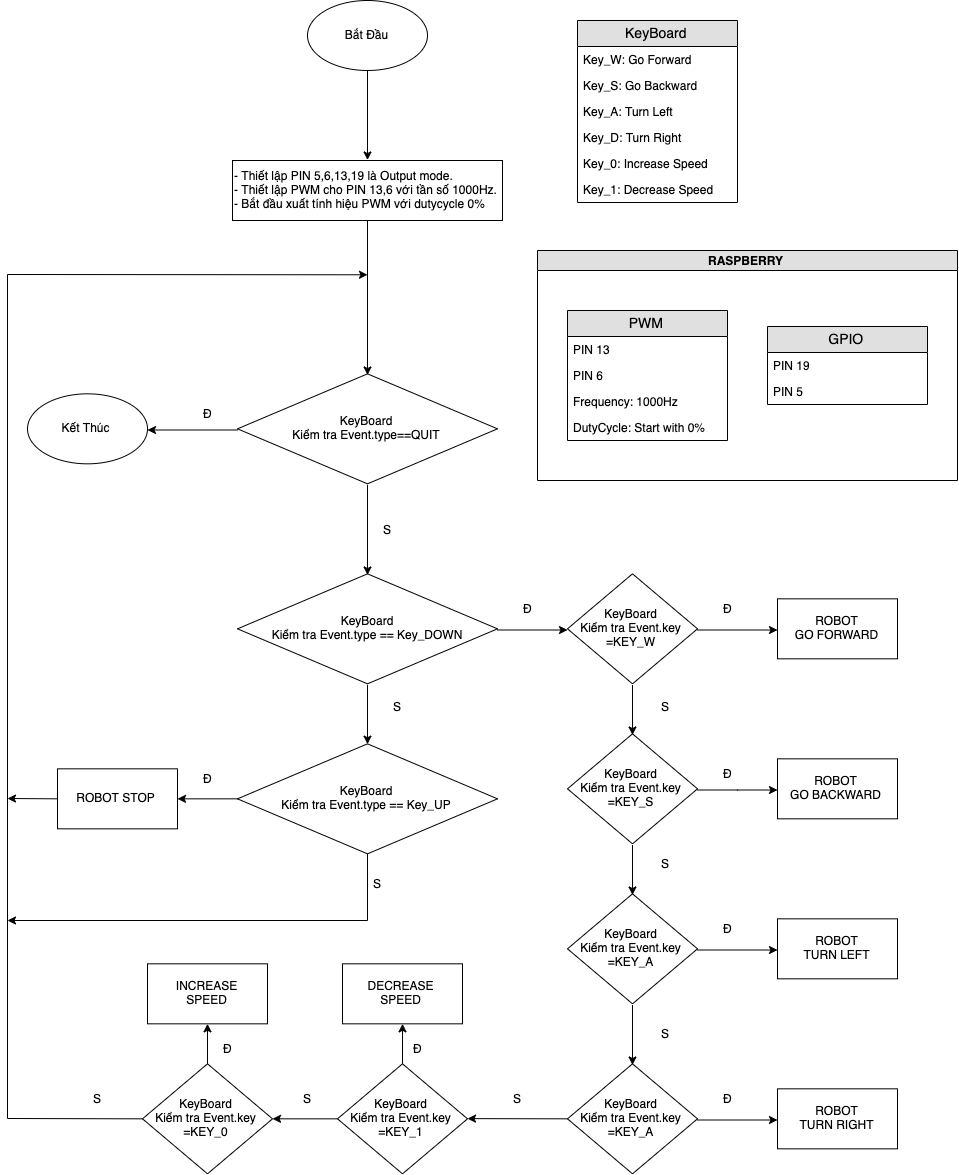 Bắt Đầu
KeyBoard
Key_W: Go Forward
Key_S: Go Backward
Key_A: Turn Left
Key_D: Turn Right
Key_0: Increase Speed
Key_1: Decrease Speed
- Thiết lập PIN 5,6,13,19 là Output mode.
- Thiết lập PWM cho PIN 13,6 với tần số 1000Hz.
- Bắt đầu xuất tính hiệu PWM với dutycycle 0%
RASPBERRY
PWM
PIN 13
PIN 6
Frequency: 1000Hz
DutyCycle: Start with 0%
GPIO
PIN 19
PIN 5
KeyBoard
Kiểm tra Event.type==QUIT
Đ
Kết Thúc
S
KeyBoard
Kiểm tra Event.type == Key_DOWN
Đ
KeyBoard
Kiểm tra Event.key
=KEY_W
Đ
ROBOT
GO FORWARD
S
S
KeyBoard
Kiểm tra Event.type == Key_UP
Đ
ROBOT STOP
S
KeyBoard
Kiểm tra Event.key
=KEY_S
Đ
ROBOT
GO BACKWARD
S
KeyBoard
Kiểm tra Event.key
=KEY_A
Đ
ROBOT
TURN LEFT
S
KeyBoard
Kiểm tra Event.key
=KEY_A
Đ
ROBOT
TURN RIGHT
S
KeyBoard
Kiểm tra Event.key
=KEY_1
Đ
DECREASE
SPEED
S
KeyBoard
Kiểm tra Event.key
=KEY_0
Đ
INCREASE
SPEED
S